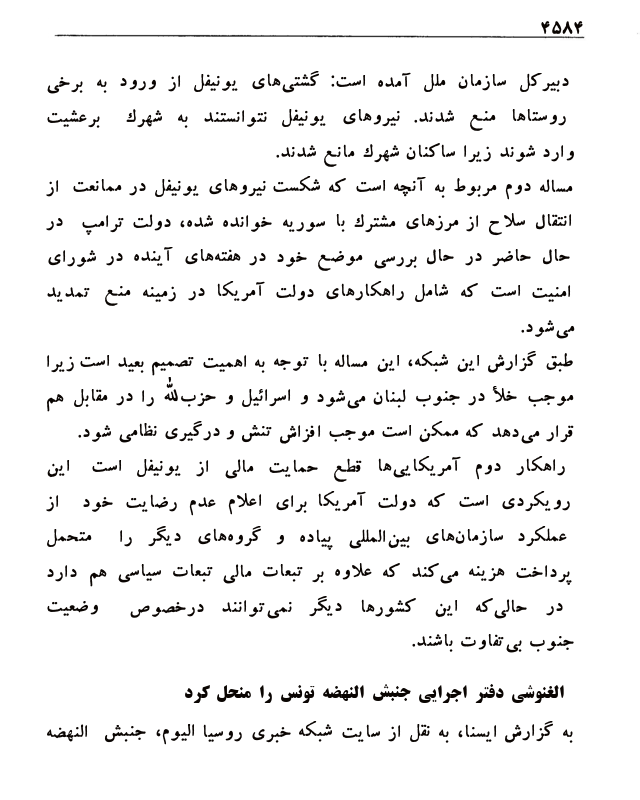 ۴۵۸۴
دبیرکل سازمان ملل آمده است: گشتی‌های یونیفل از ورود به برخی
روستاها منع شدند. نیروهای یونیفل نتوانستند به شهرك برعشیت
وارد شوند زیرا ساکنان شهرك مانع شدند.
مساله دوم مربوط به آنچه است که شکست نیروهای یونیفل در ممانعت از
انتقال سلاح از مرزهای مشترك با سوریه خوانده شده، دولت ترامپ در
حال حاضر در حال بررسی موضع خود در هفته‌های آینده در شورای
امنیت است که شامل راهکارهای دولت آمریکا در زمینه منع تمدید
می‌شود.
طبق گزارش این شبکه، این مساله با توجه به اهمیت تصمیم بعید است زیرا
موجب خلأ در جنوب لبنان می‌شود و اسرائیل و حزب‌الله را در مقابل هم
قرار می‌دهد که ممکن است موجب افزاش تنش و درگیری نظامی شود.
راهکار دوم آمریکایی‌ها قطع حمایت مالی از یونیفل است این
رویکردی است که دولت آمریکا برای اعلام عدم رضایت خود از
عملکرد سازمان‌های بین‌المللی پیاده و گروه‌های دیگر را متحمل
پرداخت هزینه می‌کند که علاوه بر تبعات مالی تبعات سیاسی هم دارد
در حالی‌که این کشورها دیگر نمی‌توانند درخصوص وضعیت
جنوب بی‌تفاوت باشند.
الغنوشی دفتر اجرایی جنبش النهضه تونس را منحل کرد
به گزارش ایسنا، به نقل از سایت شبکه خبری روسیا الیوم، جنبش النهضه